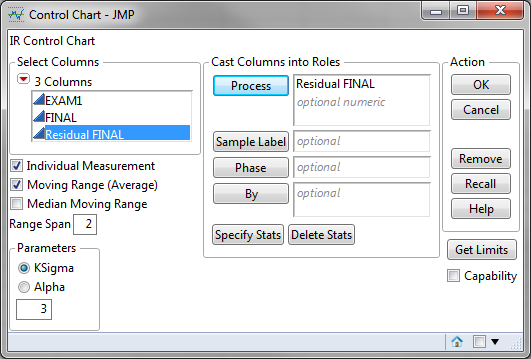 Control Chart - JMP
IR Control Chart
Select Columns
3 Columns
EXAM1
FINAL
Residual FINAL
Individual Measurement
Moving Range (Average)
Median Moving Range
Range Span 2
Parameters
KSigma
Alpha
3
Cast Columns into Roles
Process
Residual FINAL
optional numeric
Sample Label
optional
Phase
optional
By
optional
Specify Stats
Delete Stats
Action
OK
Cancel
Remove
Recall
Help
Get Limits
Capability